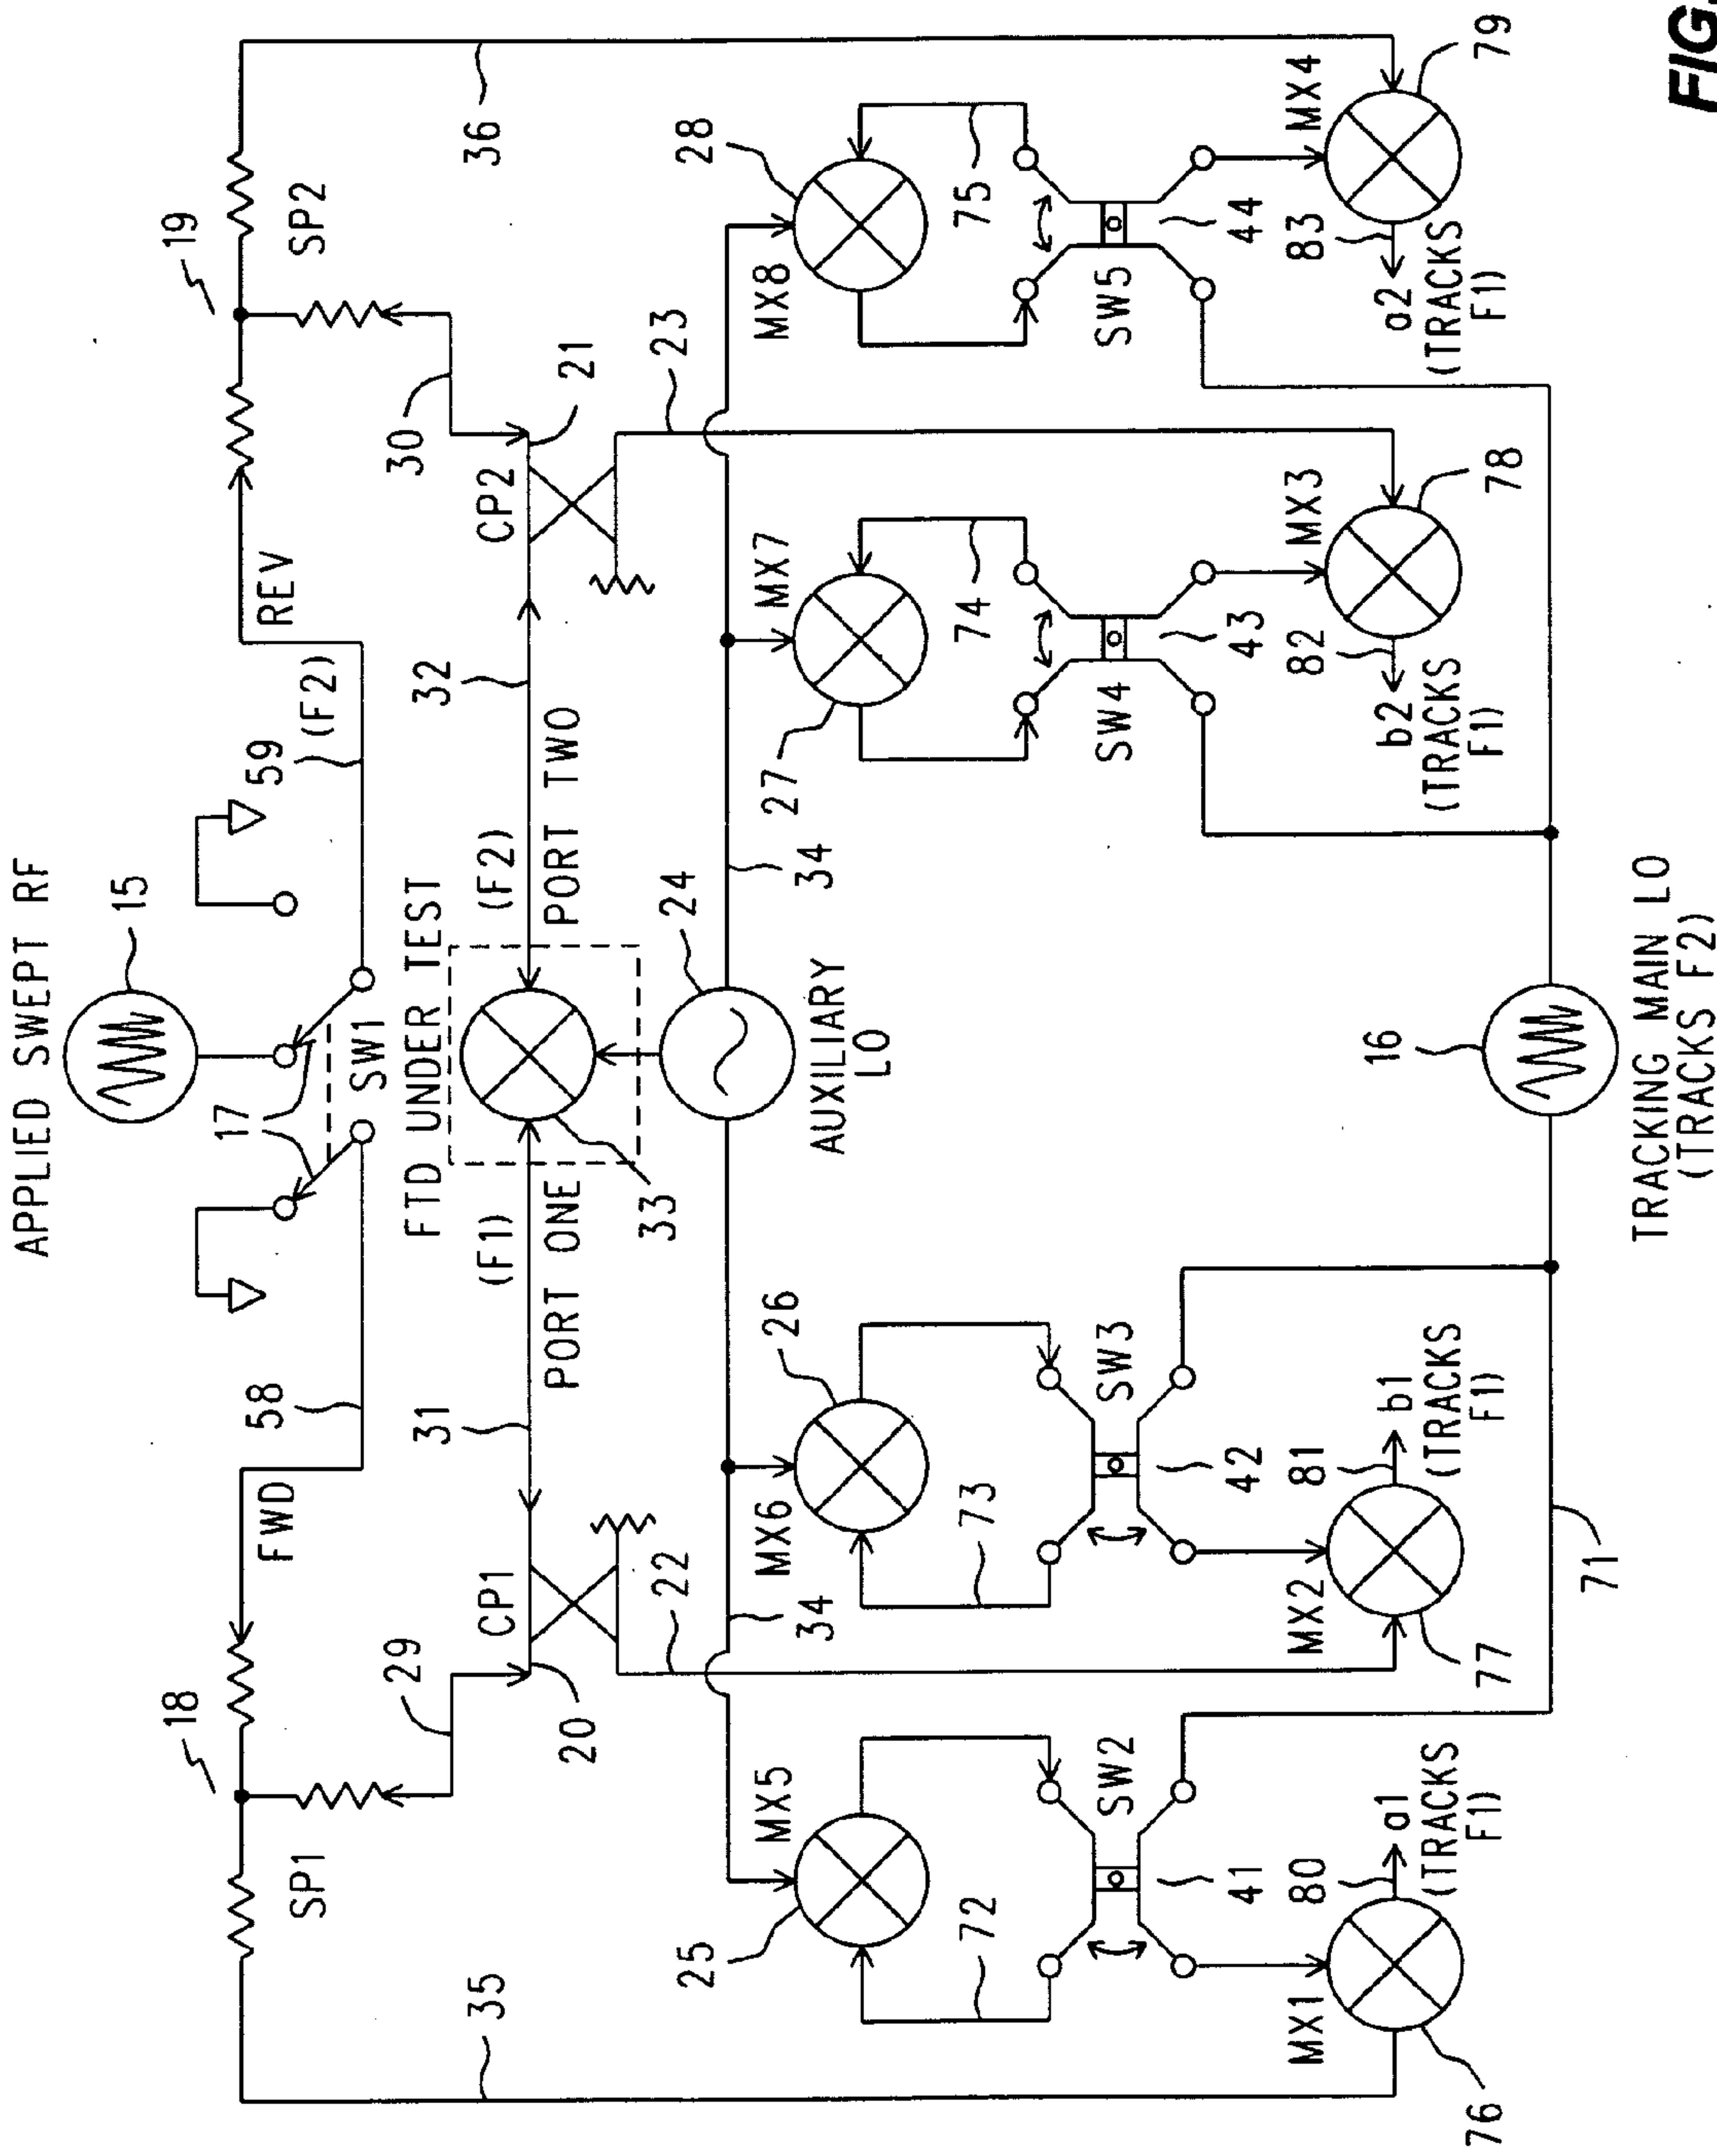 APPLIED SWEPT RF
15
17
SW1
59
(F2)
58
FWD
REV
18
SP1
19
SP2
35
36
29
30
FTD UNDER TEST
(F1)
PORT ONE
31
33
(F2)
PORT TWO
32
CP1
20
CP2
21
22
23
24
AUXILIARY
LO
34
34
MX5
25
MX6
26
MX7
27
MX8
28
72
73
74
75
SW2
41
SW3
42
SW4
43
SW5
44
MX1
76
80
a1
(TRACKS
F1)
MX2
77
81
b1
(TRACKS
F1)
MX3
78
82
b2
(TRACKS
F1)
MX4
79
83
a2
(TRACKS
F1)
71
16
TRACKING MAIN LO
(TRACKS F2)
FIG.